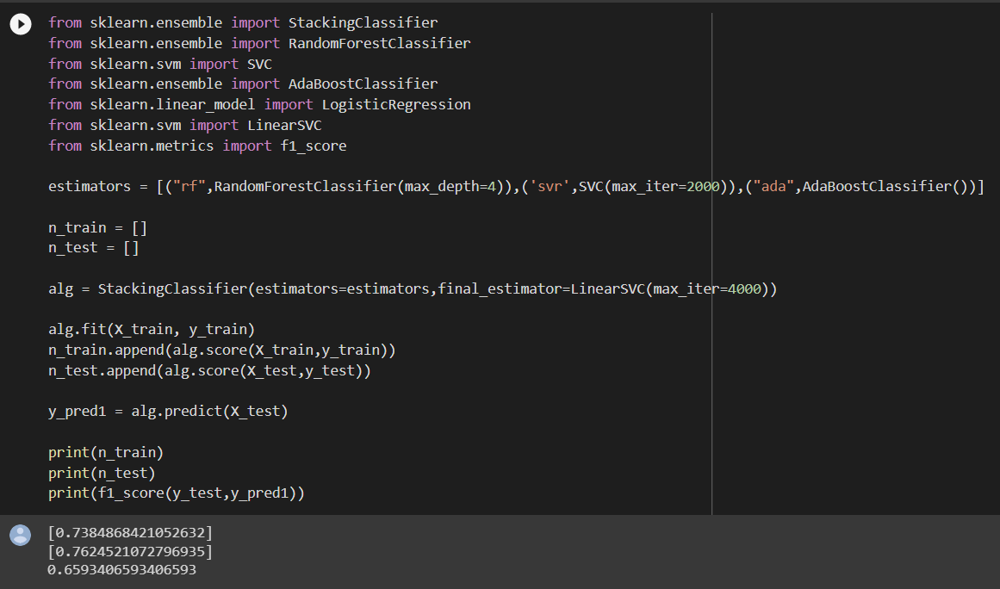 from sklearn.ensemble import StackingClassifier
from sklearn.ensemble import RandomForestClassifier
from sklearn.svm import SVC
from sklearn.ensemble import AdaBoostClassifier
from sklearn.linear_model import LogisticRegression
from sklearn.svm import LinearSVC
from sklearn.metrics import f1_score
estimators = [("rf",RandomForestClassifier(max_depth=4)),('svr',SVC(max_iter=2000)),("ada",AdaBoostClassifier())]
n_train = []
n_test = []
alg = StackingClassifier(estimators=estimators,final_estimator=LinearSVC(max_iter=4000))
alg.fit(X_train, y_train)
n_train.append(alg.score(X_train,y_train))
n_test.append(alg.score(X_test,y_test))
y_pred1 = alg.predict(X_test)
print(n_train)
print(n_test)
print(f1_score(y_test,y_pred1))
[0.7384868421052632]
[0.7624521072796935]
0.6593406593406593